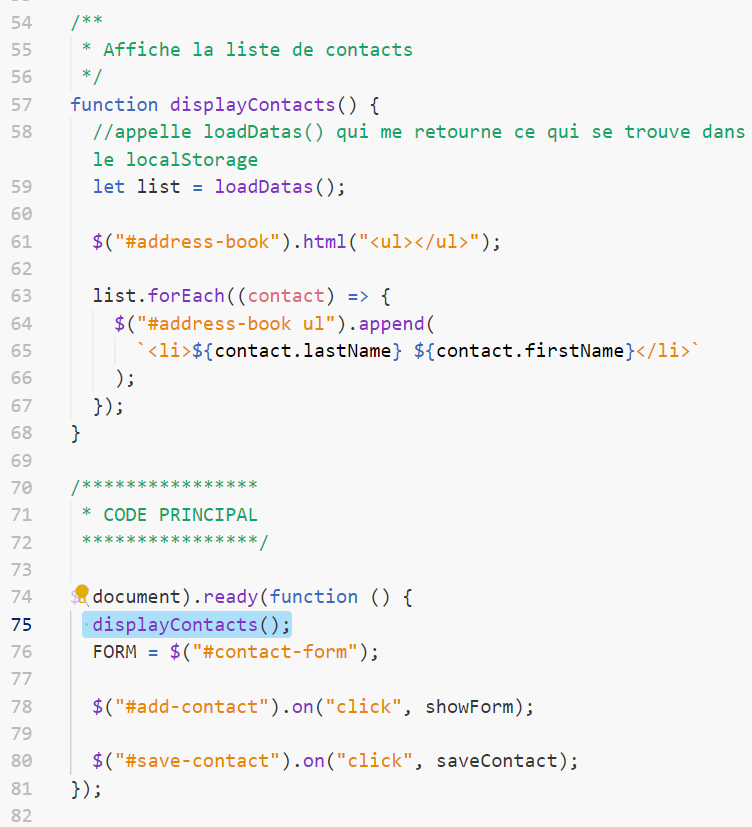 54 /**
55 * Affiche la liste de contacts
56 */
57 function displayContacts() {
58 //appelle loadDatas() qui me retourne ce qui se trouve dans
le localStorage
59 let list = loadDatas();
60
61 $("#address-book").html("<ul></ul>");
62
63 list.forEach((contact) => {
64 $("#address-book ul").append(
65 `<li>${contact.lastName} ${contact.firstName}</li>`
66 );
67 });
68 }
69
70 /****************
71 * CODE PRINCIPAL
72 ****************/
73
74 $(document).ready(function () {
75 displayContacts();
76 FORM = $("#contact-form");
77
78 $("#add-contact").on("click", showForm);
79
80 $("#save-contact").on("click", saveContact);
81 });
82